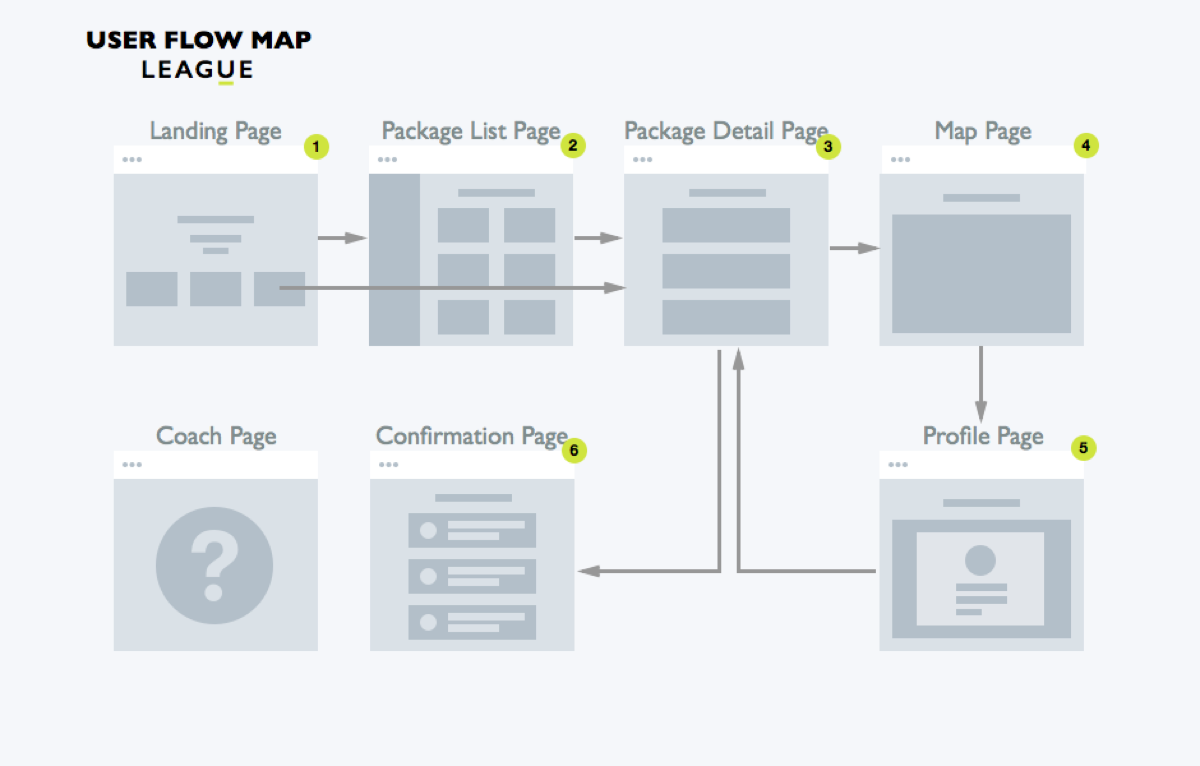 USER FLOW MAP
LEAGUE
Landing Page
1
Package List Page
2
Package Detail Page
3
Map Page
4
Coach Page
?
Confirmation Page
6
Profile Page
5